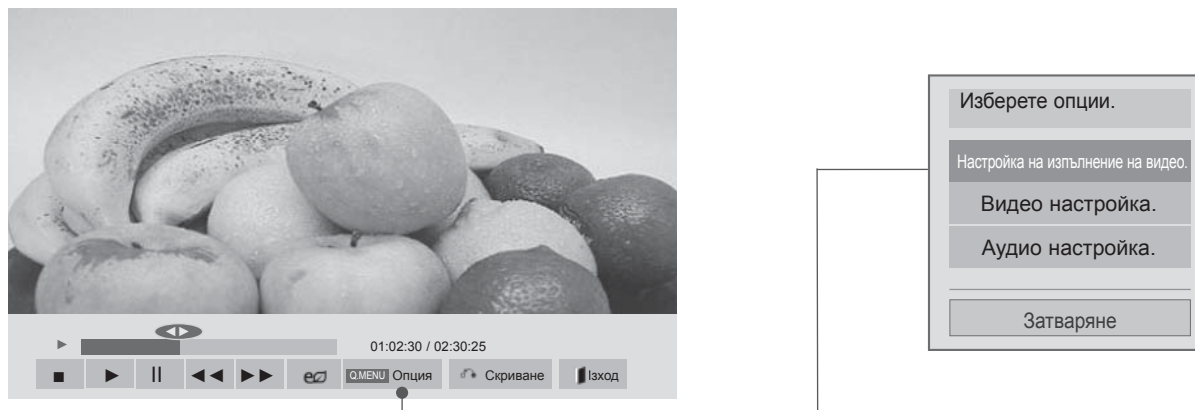 01:02:30 / 02:30:25
Q.MENU Опция Скриване Изход
Изберете опции.
Настройка на изпълнение на видео.
Видео настройка.
Аудио настройка.
Затваряне